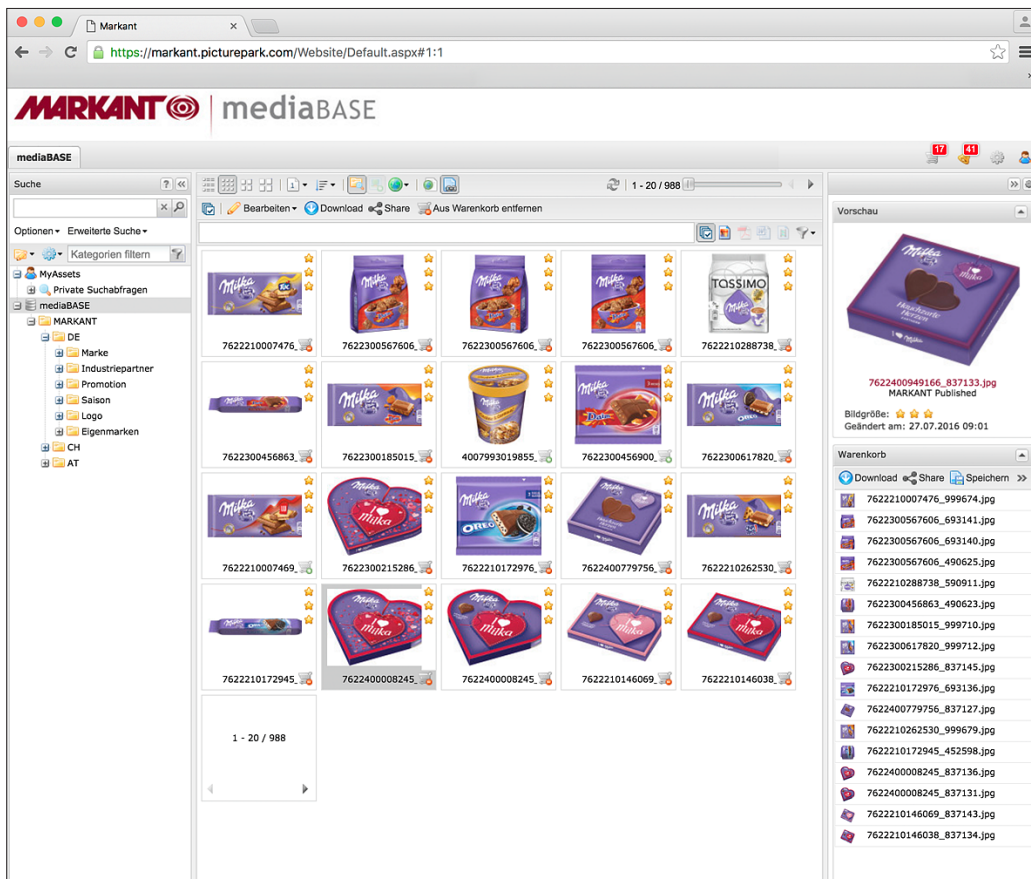 Markant
https://markant.picturepark.com/Website/Default.aspx#1:1
MARKANT mediaBASE
mediaBASE
17
41
Suche
1 - 20 / 988
Bearbeiten
Download
Share
Aus Warenkorb entfernen
Optionen
Erweiterte Suche
Kategorien filtern
MyAssets
Private Suchabfragen
mediaBASE
MARKANT
DE
Marke
Industriepartner
Promotion
Saison
Logo
Eigenmarken
CH
AT
7622210007476_
7622300567606_
7622300567606_
7622300567606_
7622210288738_
7622300456863_
7622300185015_
4007993019855_
7622300456900_
7622300617820_
7622210007469_
7622300215286_
7622210172976_
7622400779756_
7622210262530_
7622210172945_
7622400008245_
7622400008245_
7622210146069_
7622210146038_
1 - 20 / 988
Vorschau
Milka
Hauchzarte
Herzen
I Milka
7622400949166_837133.jpg
MARKANT Published
Bildgröße:
Geändert am: 27.07.2016 09:01
Warenkorb
Download
Share
Speichern
7622210007476_999674.jpg
7622300567606_693141.jpg
7622300567606_693140.jpg
7622300567606_490625.jpg
7622210288738_590911.jpg
7622300456863_490623.jpg
7622300185015_999710.jpg
7622300617820_999712.jpg
7622300215286_837145.jpg
7622210172976_693136.jpg
7622400779756_837127.jpg
7622210262530_999679.jpg
7622210172945_452598.jpg
7622400008245_837136.jpg
7622400008245_837131.jpg
7622210146069_837143.jpg
7622210146038_837134.jpg